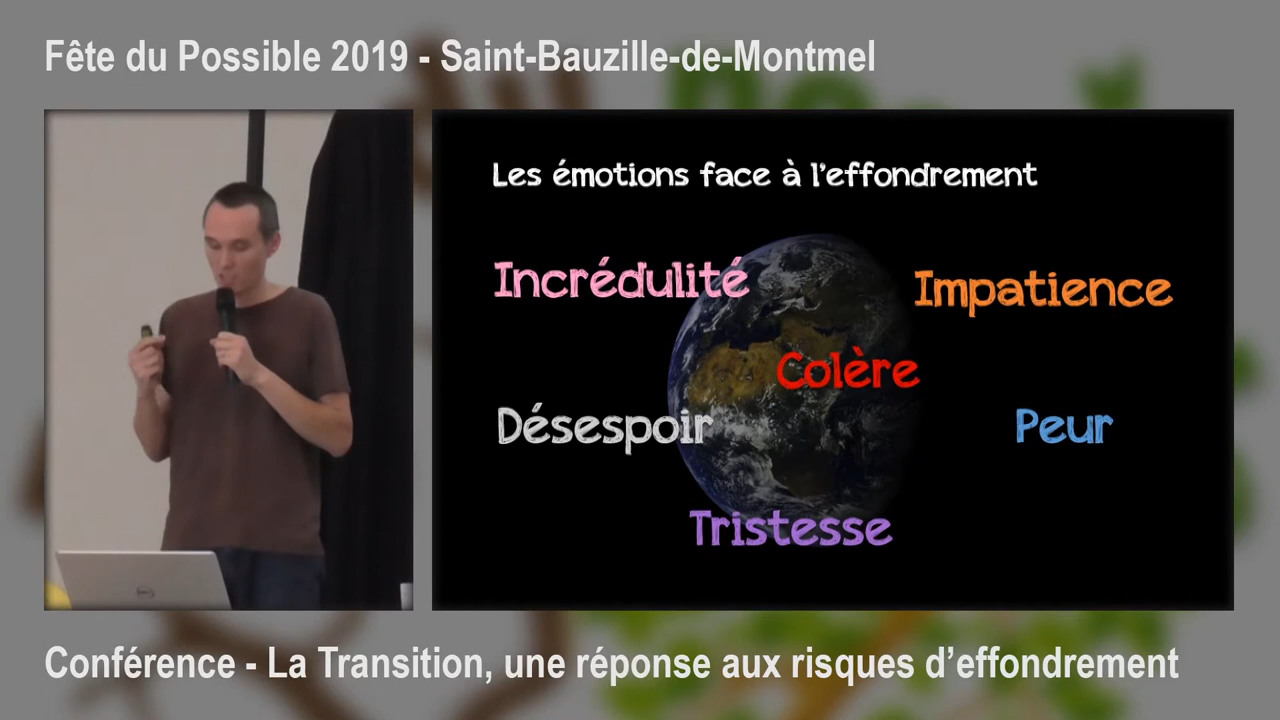 Fête du Possible 2019 - Saint-Bauzille-de-Montmel
Les émotions face à l'effondrement
Incrédulité
Impatience
Colère
Désespoir
Peur
Tristesse
Conférence - La Transition, une réponse aux risques d'effondrement